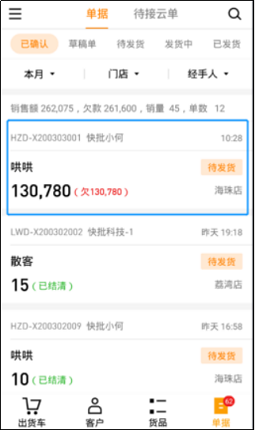 单据 待接云单
已确认 草稿单 待发货 发货中 已发货
本月 门店 经手人
销售额 262,075，欠款 261,600，销量 45，单数 12
HZD-X200303001 快批小何 10:28
哄哄 待发货
130,780 (欠130,780) 海珠店
LWD-X200302002 快批科技-1 昨天 19:18
散客 待发货
15 (已结清) 荔湾店
HZD-X200302009 快批小何 昨天 16:58
哄哄 待发货
10 (已结清) 海珠店
62
出货车 客户 货品 单据